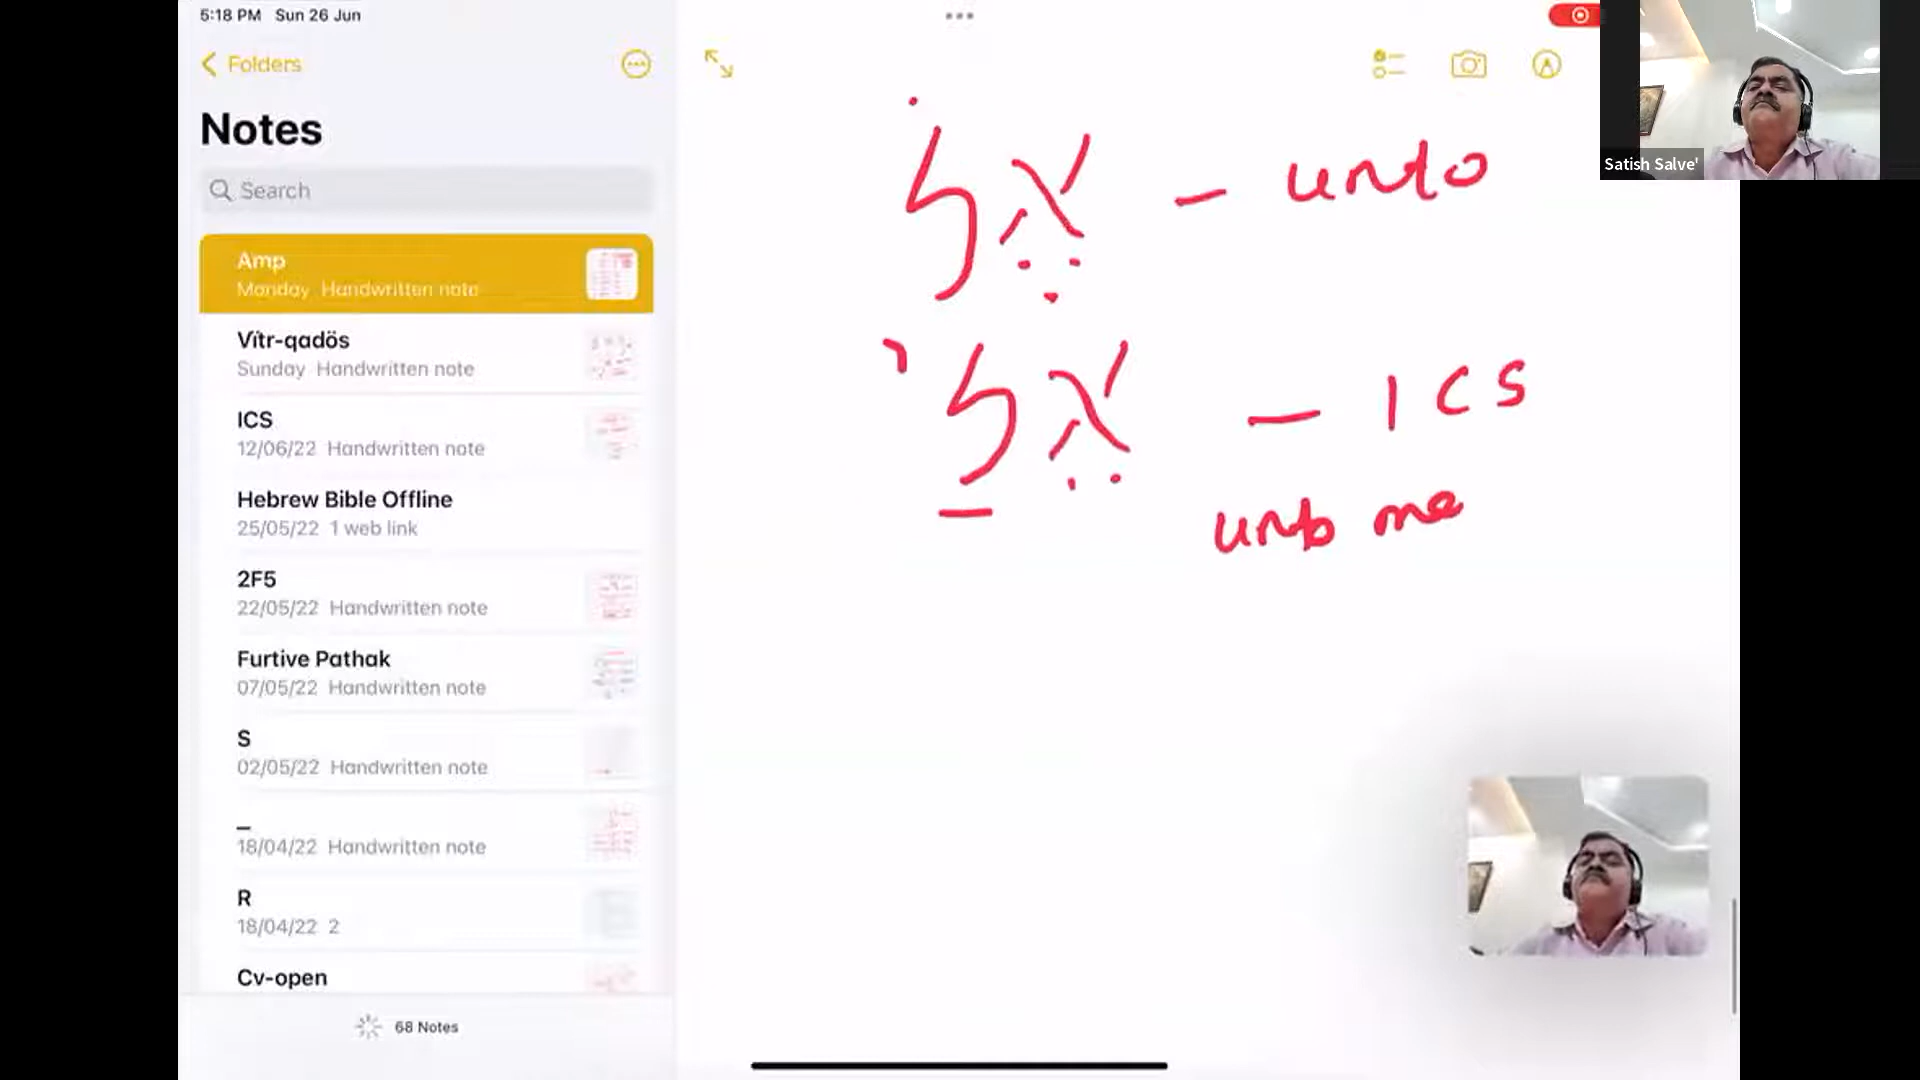 5:18 PM Sun 26 Jun
Folders
Notes
Search
Amp
Monday Handwritten note
Vítr-qadös
Sunday Handwritten note
ICS
12/06/22 Handwritten note
Hebrew Bible Offline
25/05/22 1 web link
2F5
22/05/22 Handwritten note
Furtive Pathak
07/05/22 Handwritten note
S
02/05/22 Handwritten note
_
18/04/22 Handwritten note
R
18/04/22 2
Cv-open
68 Notes
אֱלֹ - unto
אֲלַי - ICS
unto me
Satish Salve'